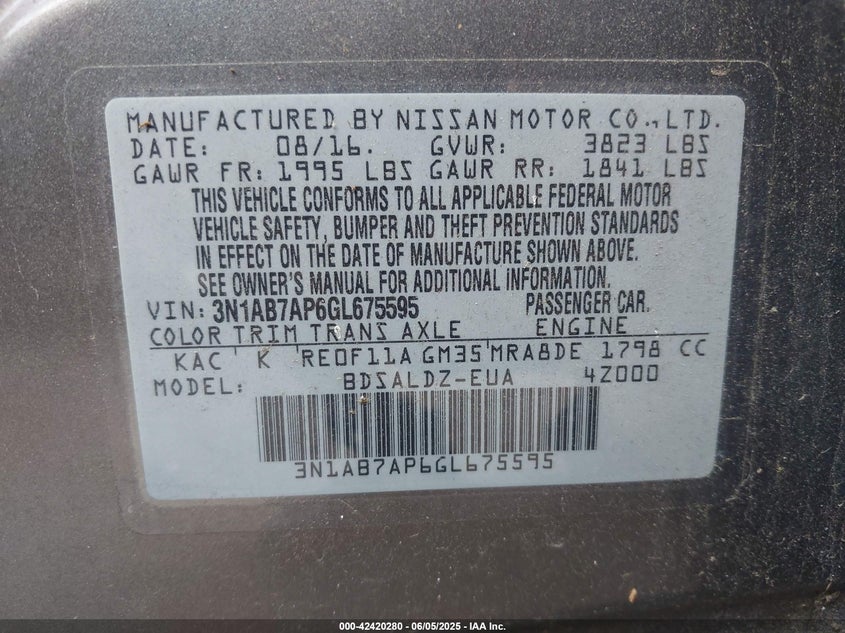 MANUFACTURED BY NISSAN MOTOR CO.,LTD.
DATE: 08/16. GVWR: 3823 LBS
GAWR FR: 1995 LBS GAWR RR: 1841 LBS
THIS VEHICLE CONFORMS TO ALL APPLICABLE FEDERAL MOTOR
VEHICLE SAFETY, BUMPER AND THEFT PREVENTION STANDARDS
IN EFFECT ON THE DATE OF MANUFACTURE SHOWN ABOVE.
SEE OWNER'S MANUAL FOR ADDITIONAL INFORMATION.
VIN: 3N1AB7AP6GL675595 PASSENGER CAR.
COLOR TRIM TRANS AXLE ENGINE
KAC K RE0F11A GM35 MRA8DE 1798 CC
MODEL: BDSALDZ-EUA 4Z000
3N1AB7AP6GL675595
000-42420280 - 06/05/2025 - IAA Inc.